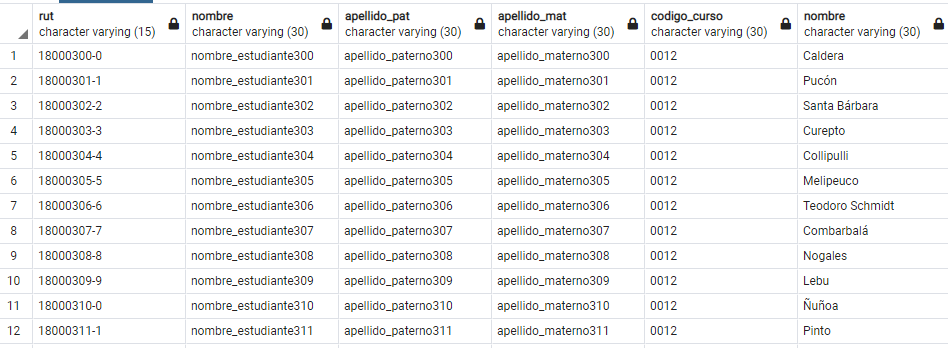 rut nombre apellido_pat apellido_mat codigo_curso nombre
character varying (15) character varying (30) character varying (30) character varying (30) character varying (30) character varying (30)
1 18000300-0 nombre_estudiante300 apellido_paterno300 apellido_materno300 0012 Caldera
2 18000301-1 nombre_estudiante301 apellido_paterno301 apellido_materno301 0012 Pucón
3 18000302-2 nombre_estudiante302 apellido_paterno302 apellido_materno302 0012 Santa Bárbara
4 18000303-3 nombre_estudiante303 apellido_paterno303 apellido_materno303 0012 Curepto
5 18000304-4 nombre_estudiante304 apellido_paterno304 apellido_materno304 0012 Collipulli
6 18000305-5 nombre_estudiante305 apellido_paterno305 apellido_materno305 0012 Melipeuco
7 18000306-6 nombre_estudiante306 apellido_paterno306 apellido_materno306 0012 Teodoro Schmidt
8 18000307-7 nombre_estudiante307 apellido_paterno307 apellido_materno307 0012 Combarbalá
9 18000308-8 nombre_estudiante308 apellido_paterno308 apellido_materno308 0012 Nogales
10 18000309-9 nombre_estudiante309 apellido_paterno309 apellido_materno309 0012 Lebu
11 18000310-0 nombre_estudiante310 apellido_paterno310 apellido_materno310 0012 Ñuñoa
12 18000311-1 nombre_estudiante311 apellido_paterno311 apellido_materno311 0012 Pinto